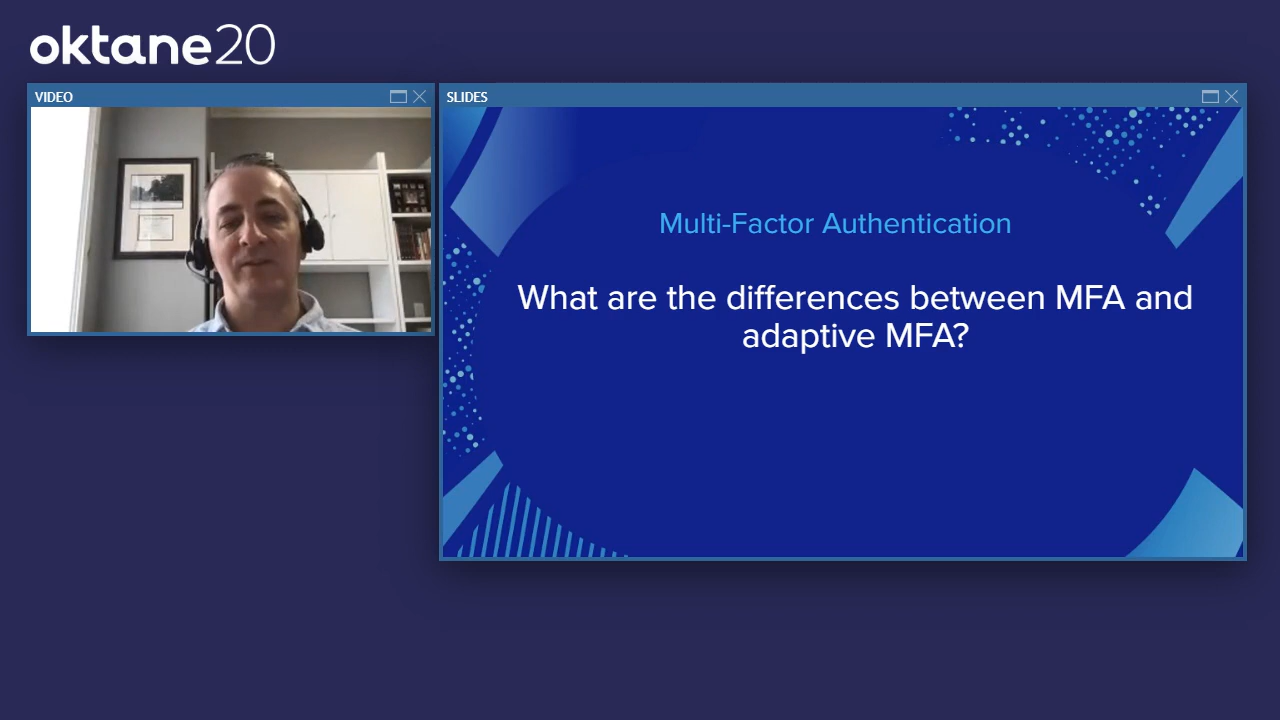 oktane20
VIDEO
SLIDES
Multi-Factor Authentication
What are the differences between MFA and
adaptive MFA?